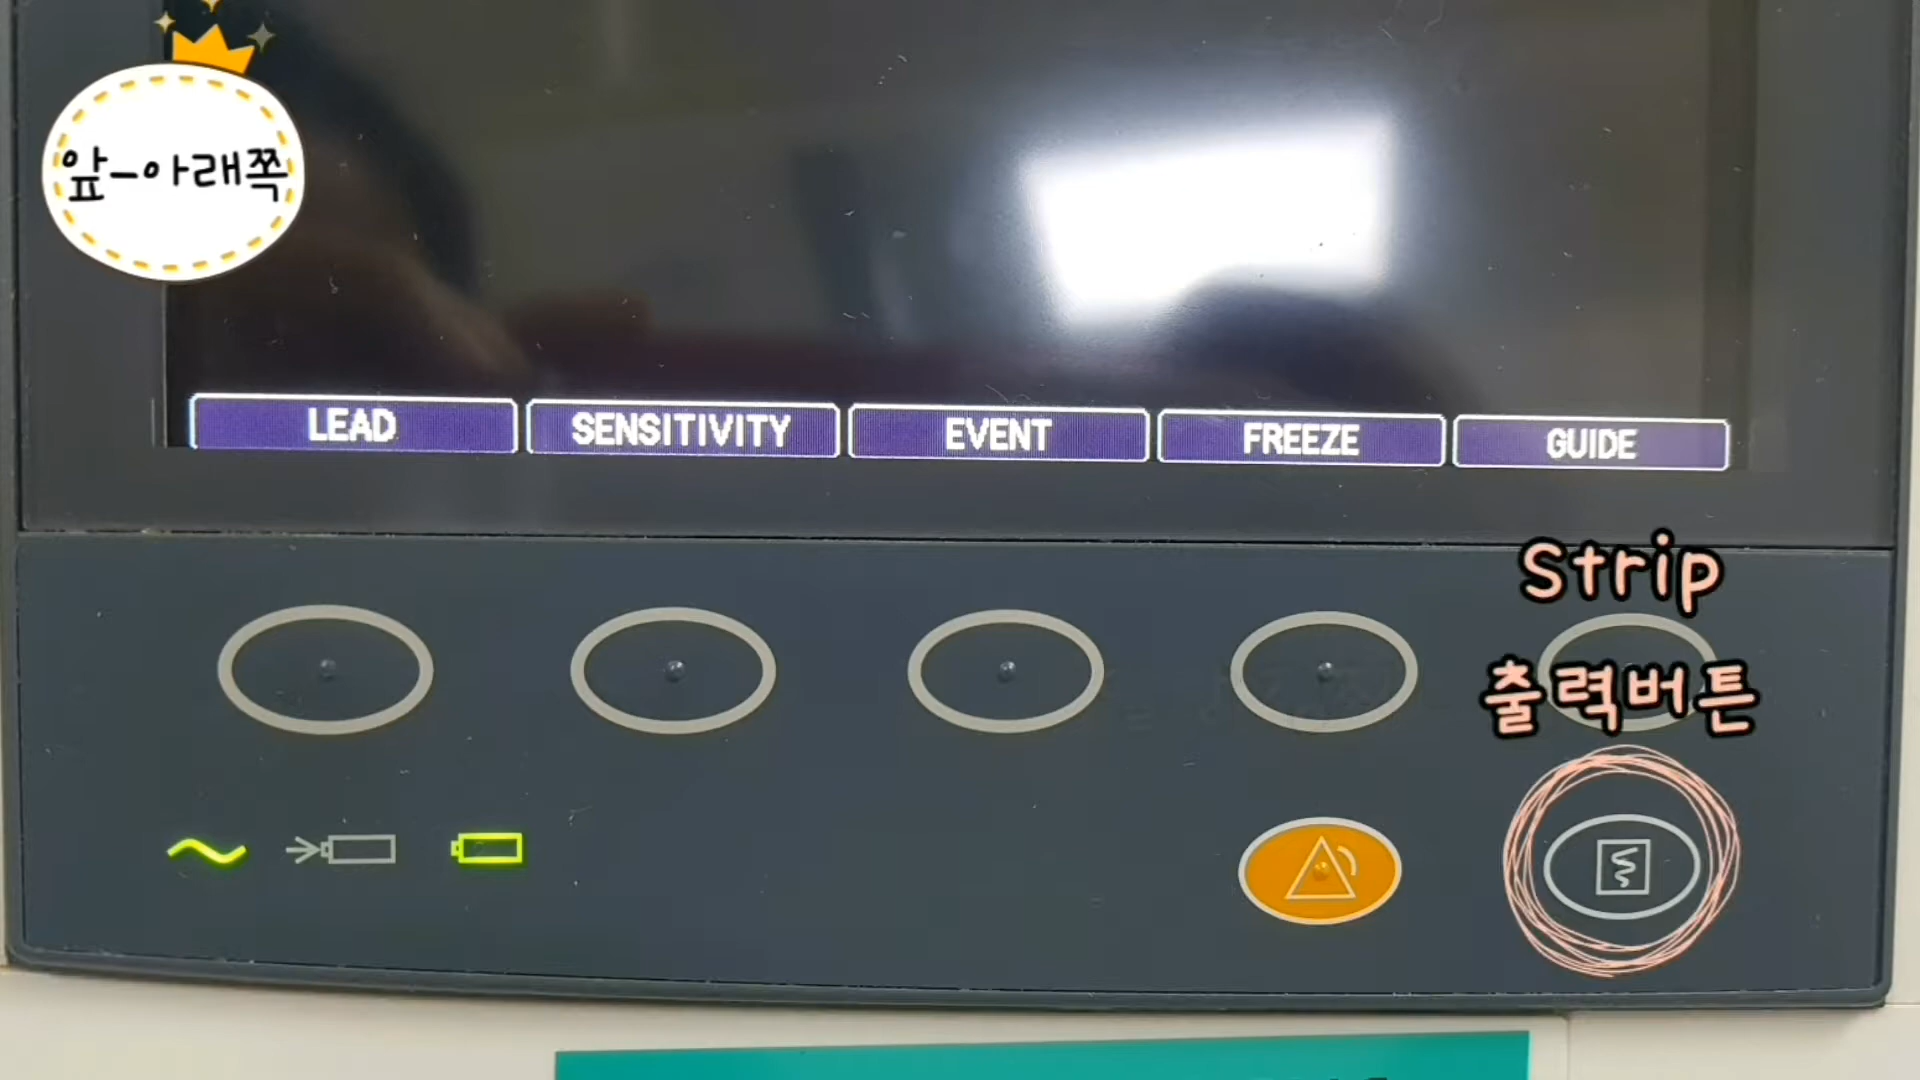 앞-아래쪽
LEAD
SENSITIVITY
EVENT
FREEZE
GUIDE
Strip
출력버튼